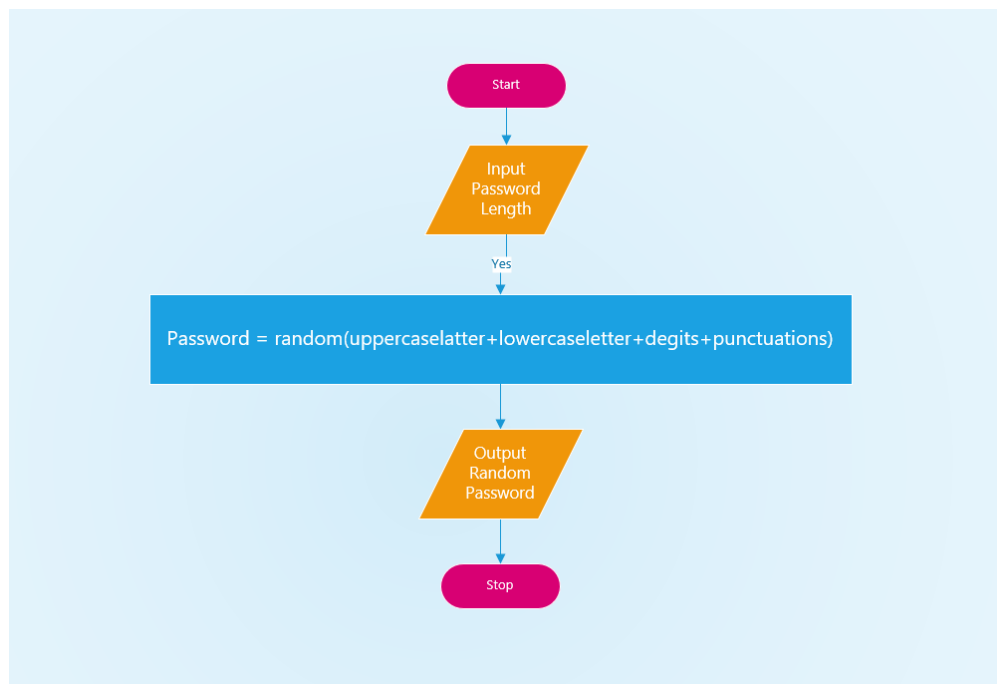 Start
Input
Password
Length
Yes
Password = random(uppercaselatter+lowercaseletter+degits+punctuations)
Output
Random
Password
Stop